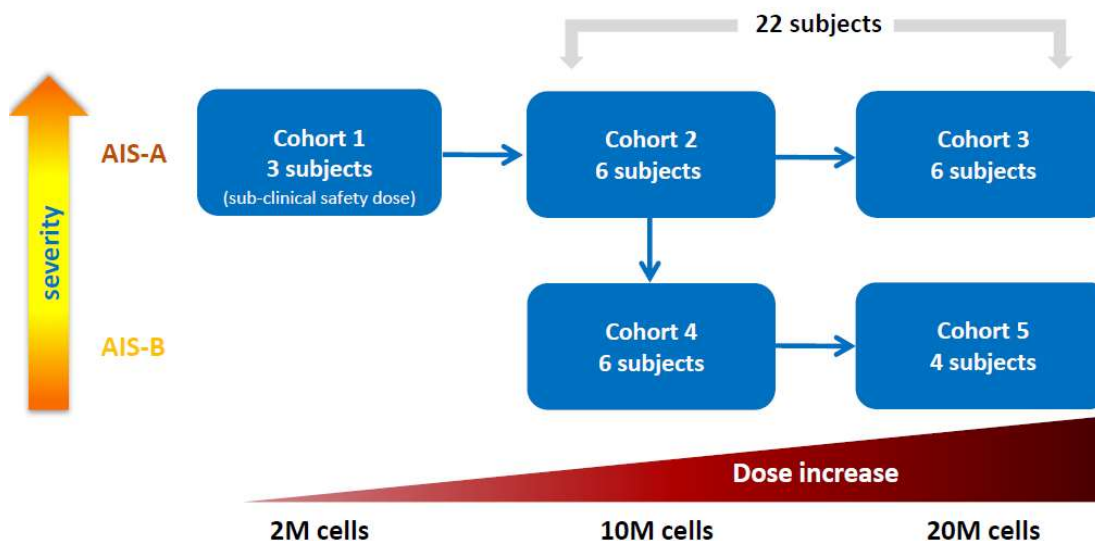 22 subjects
severity
AIS-A
Cohort 1
3 subjects
(sub-clinical safety dose)
Cohort 2
6 subjects
Cohort 3
6 subjects
AIS-B
Cohort 4
6 subjects
Cohort 5
4 subjects
Dose increase
2M cells
10M cells
20M cells